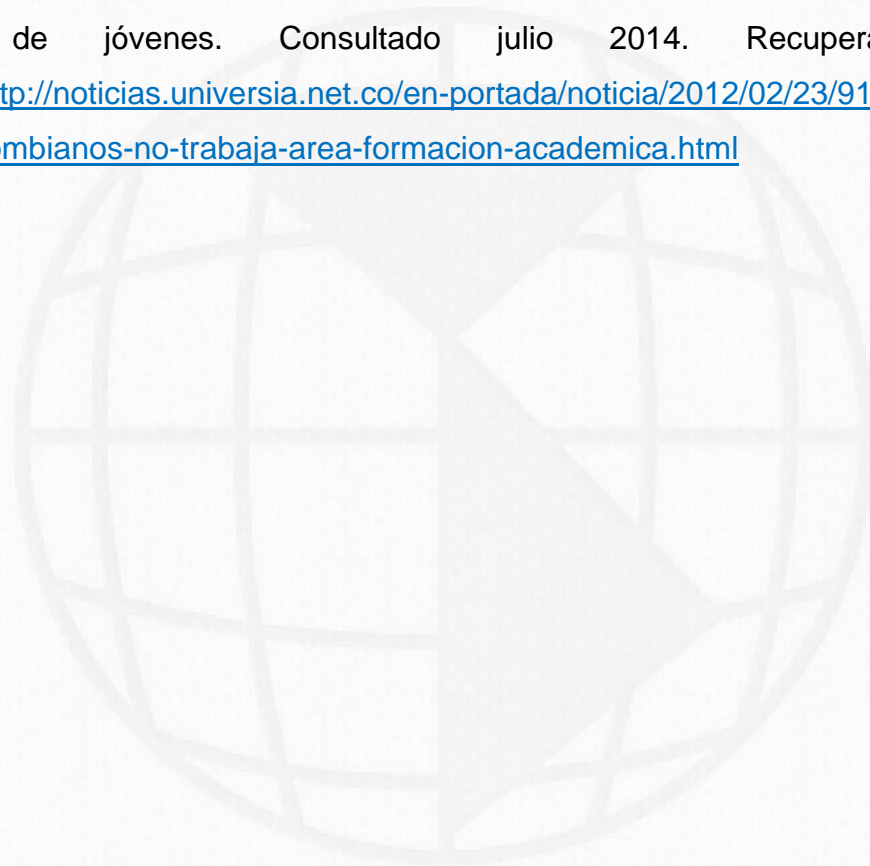 de jóvenes. Consultado julio 2014. Recupera
tp://noticias.universia.net.co/en-portada/noticia/2012/02/23/91
ombianos-no-trabaja-area-formacion-academica.html